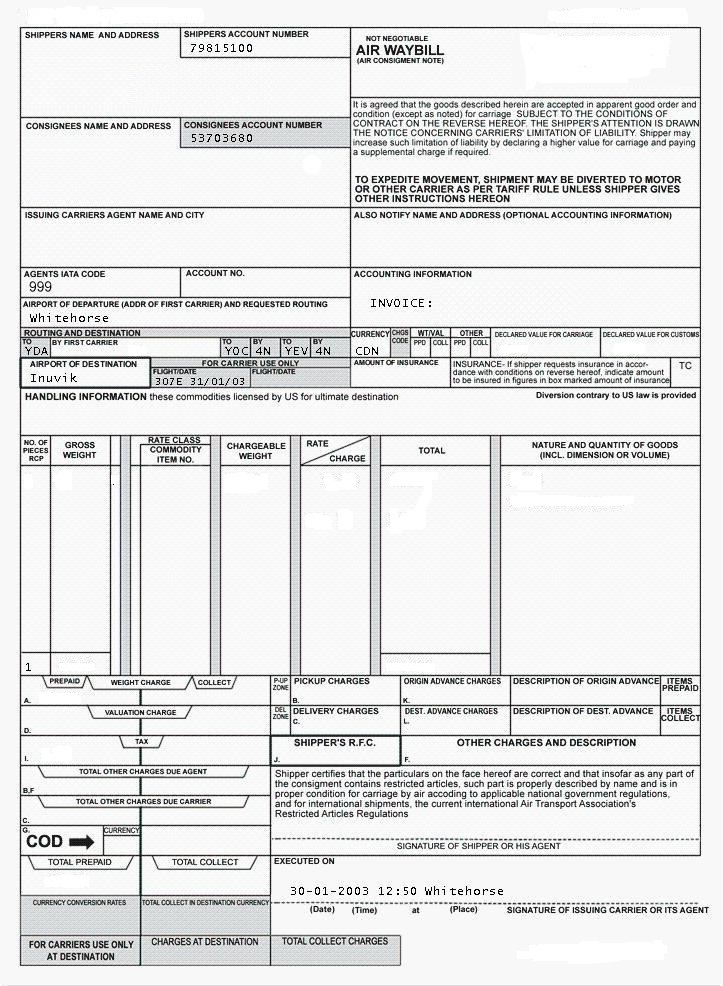 SHIPPERS NAME AND ADDRESS
SHIPPERS ACCOUNT NUMBER
79815100
NOT NEGOTIABLE
AIR WAYBILL
(AIR CONSIGNMENT NOTE)
It is agreed that the goods described herein are accepted in apparent good order and
condition (except as noted) for carriage SUBJECT TO THE CONDITIONS OF
CONTRACT ON THE REVERSE HEREOF. THE SHIPPER'S ATTENTION IS DRAWN
THE NOTICE CONCERNING CARRIERS' LIMITATION OF LIABILITY. Shipper may
increase such limitation of liability by declaring a higher value for carriage and paying
a supplemental charge if required.
CONSIGNEES NAME AND ADDRESS
CONSIGNEES ACCOUNT NUMBER
53703680
TO EXPEDITE MOVEMENT, SHIPMENT MAY BE DIVERTED TO MOTOR
OR OTHER CARRIER AS PER TARIFF RULE UNLESS SHIPPER GIVES
OTHER INSTRUCTIONS HEREON
ISSUING CARRIERS AGENT NAME AND CITY
ALSO NOTIFY NAME AND ADDRESS (OPTIONAL ACCOUNTING INFORMATION)
AGENTS IATA CODE
999
ACCOUNT NO.
ACCOUNTING INFORMATION
INVOICE:
AIRPORT OF DEPARTURE (ADDR OF FIRST CARRIER) AND REQUESTED ROUTING
Whitehorse
ROUTING AND DESTINATION
TO BY FIRST CARRIER TO BY TO BY
YDA YOC 4N YEV 4N
CURRENCY
CDN
CHGS CODE
WT/VAL
PPD COLL
OTHER
PPD COLL
DECLARED VALUE FOR CARRIAGE
DECLARED VALUE FOR CUSTOMS
AIRPORT OF DESTINATION
Inuvik
FOR CARRIER USE ONLY
FLIGHT/DATE FLIGHT/DATE
307E 31/01/03
AMOUNT OF INSURANCE
INSURANCE- If shipper requests insurance in accor-
dance with conditions on reverse hereof, indicate amount
to be insured in figures in box marked amount of insurance
TC
HANDLING INFORMATION these commodities licensed by US for ultimate destination
Diversion contrary to US law is provided
NO. OF
PIECES
RCP
GROSS
WEIGHT
RATE CLASS
COMMODITY
ITEM NO.
CHARGEABLE
WEIGHT
RATE
CHARGE
TOTAL
NATURE AND QUANTITY OF GOODS
(INCL. DIMENSION OR VOLUME)
1
PREPAID
WEIGHT CHARGE
COLLECT
A.
P-UP
ZONE
PICKUP CHARGES
B.
ORIGIN ADVANCE CHARGES
K.
DESCRIPTION OF ORIGIN ADVANCE
ITEMS
PREPAID
VALUATION CHARGE
D.
DEL
ZONE
DELIVERY CHARGES
C.
DEST. ADVANCE CHARGES
L.
DESCRIPTION OF DEST. ADVANCE
ITEMS
COLLECT
TAX
I.
SHIPPER'S R.F.C.
J.
OTHER CHARGES AND DESCRIPTION
F.
TOTAL OTHER CHARGES DUE AGENT
B,F
TOTAL OTHER CHARGES DUE CARRIER
C.
Shipper certifies that the particulars on the face hereof are correct and that insofar as any part of
the consigment contains restricted articles, such part is properly described by name and is in
proper condition for carriage by air accoding to applicable national government regulations,
and for international shipments, the current international Air Transport Association's
Restricted Articles Regulations
SIGNATURE OF SHIPPER OR HIS AGENT
G.
COD
CURRENCY
TOTAL PREPAID
TOTAL COLLECT
EXECUTED ON
30-01-2003 12:50 Whitehorse
(Date) (Time) at (Place) SIGNATURE OF ISSUING CARRIER OR ITS AGENT
CURRENCY CONVERSION RATES
TOTAL COLLECT IN DESTINATION CURRENCY
FOR CARRIERS USE ONLY
AT DESTINATION
CHARGES AT DESTINATION
TOTAL COLLECT CHARGES